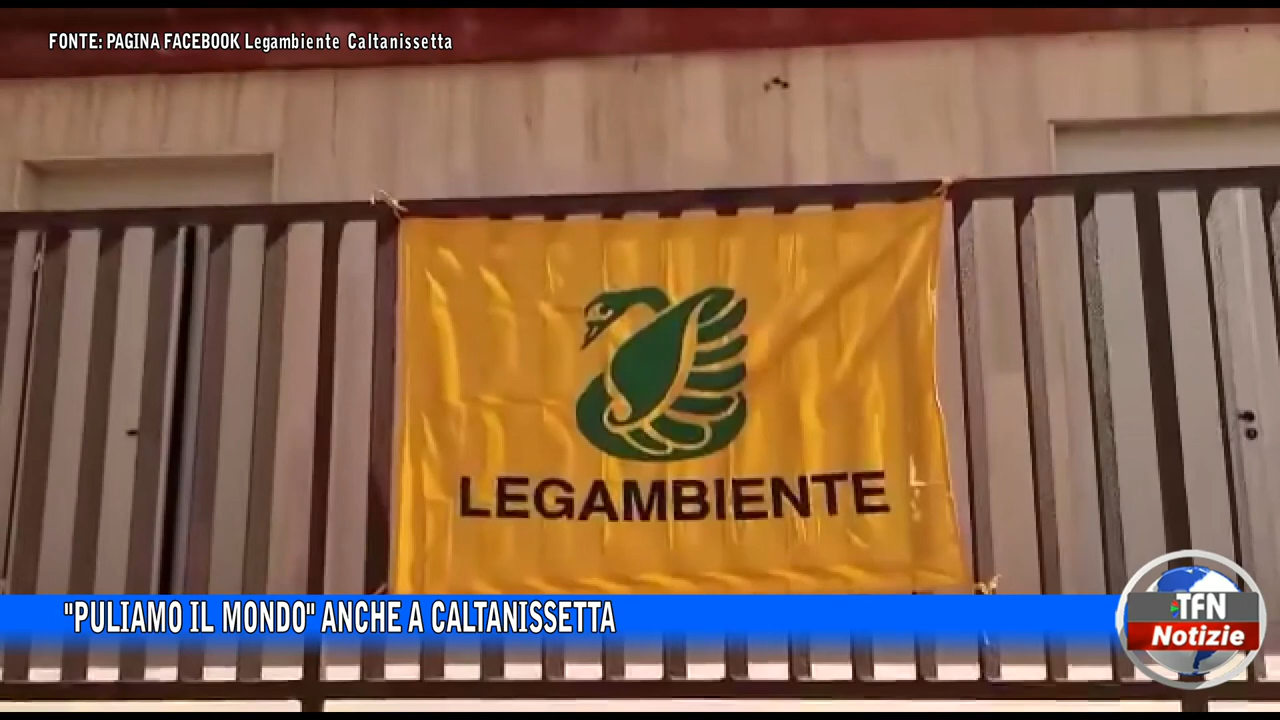 FONTE: PAGINA FACEBOOK Legambiente Caltanissetta
LEGAMBIENTE
"PULIAMO IL MONDO" ANCHE A CALTANISSETTA
TFN
Notizie